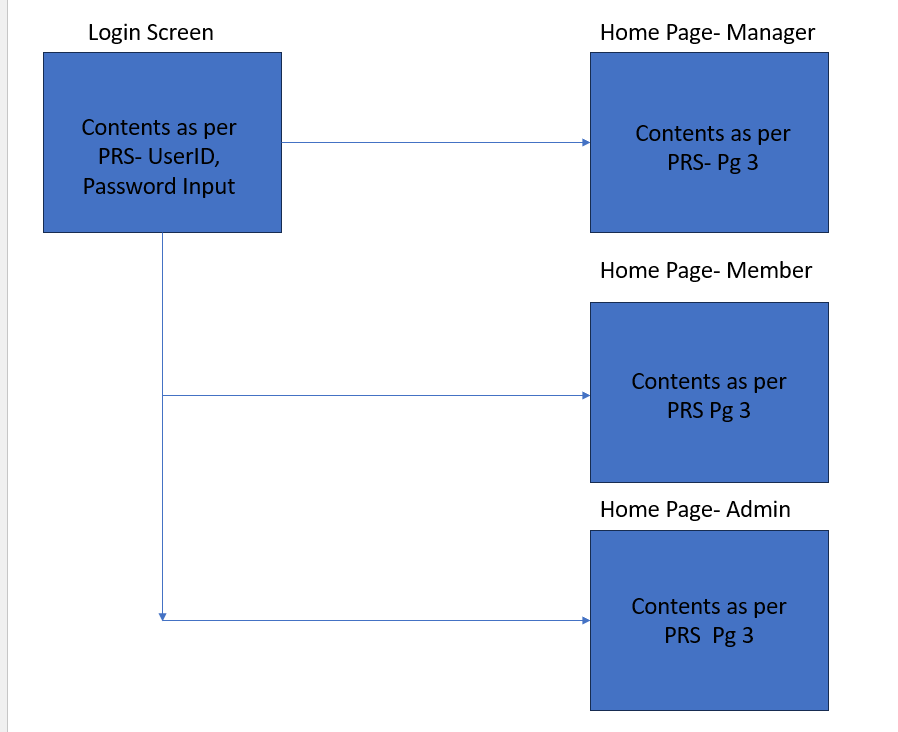 Login Screen
Contents as per
PRS- UserID,
Password Input
Home Page- Manager
Contents as per
PRS- Pg 3
Home Page- Member
Contents as per
PRS Pg 3
Home Page- Admin
Contents as per
PRS  Pg 3